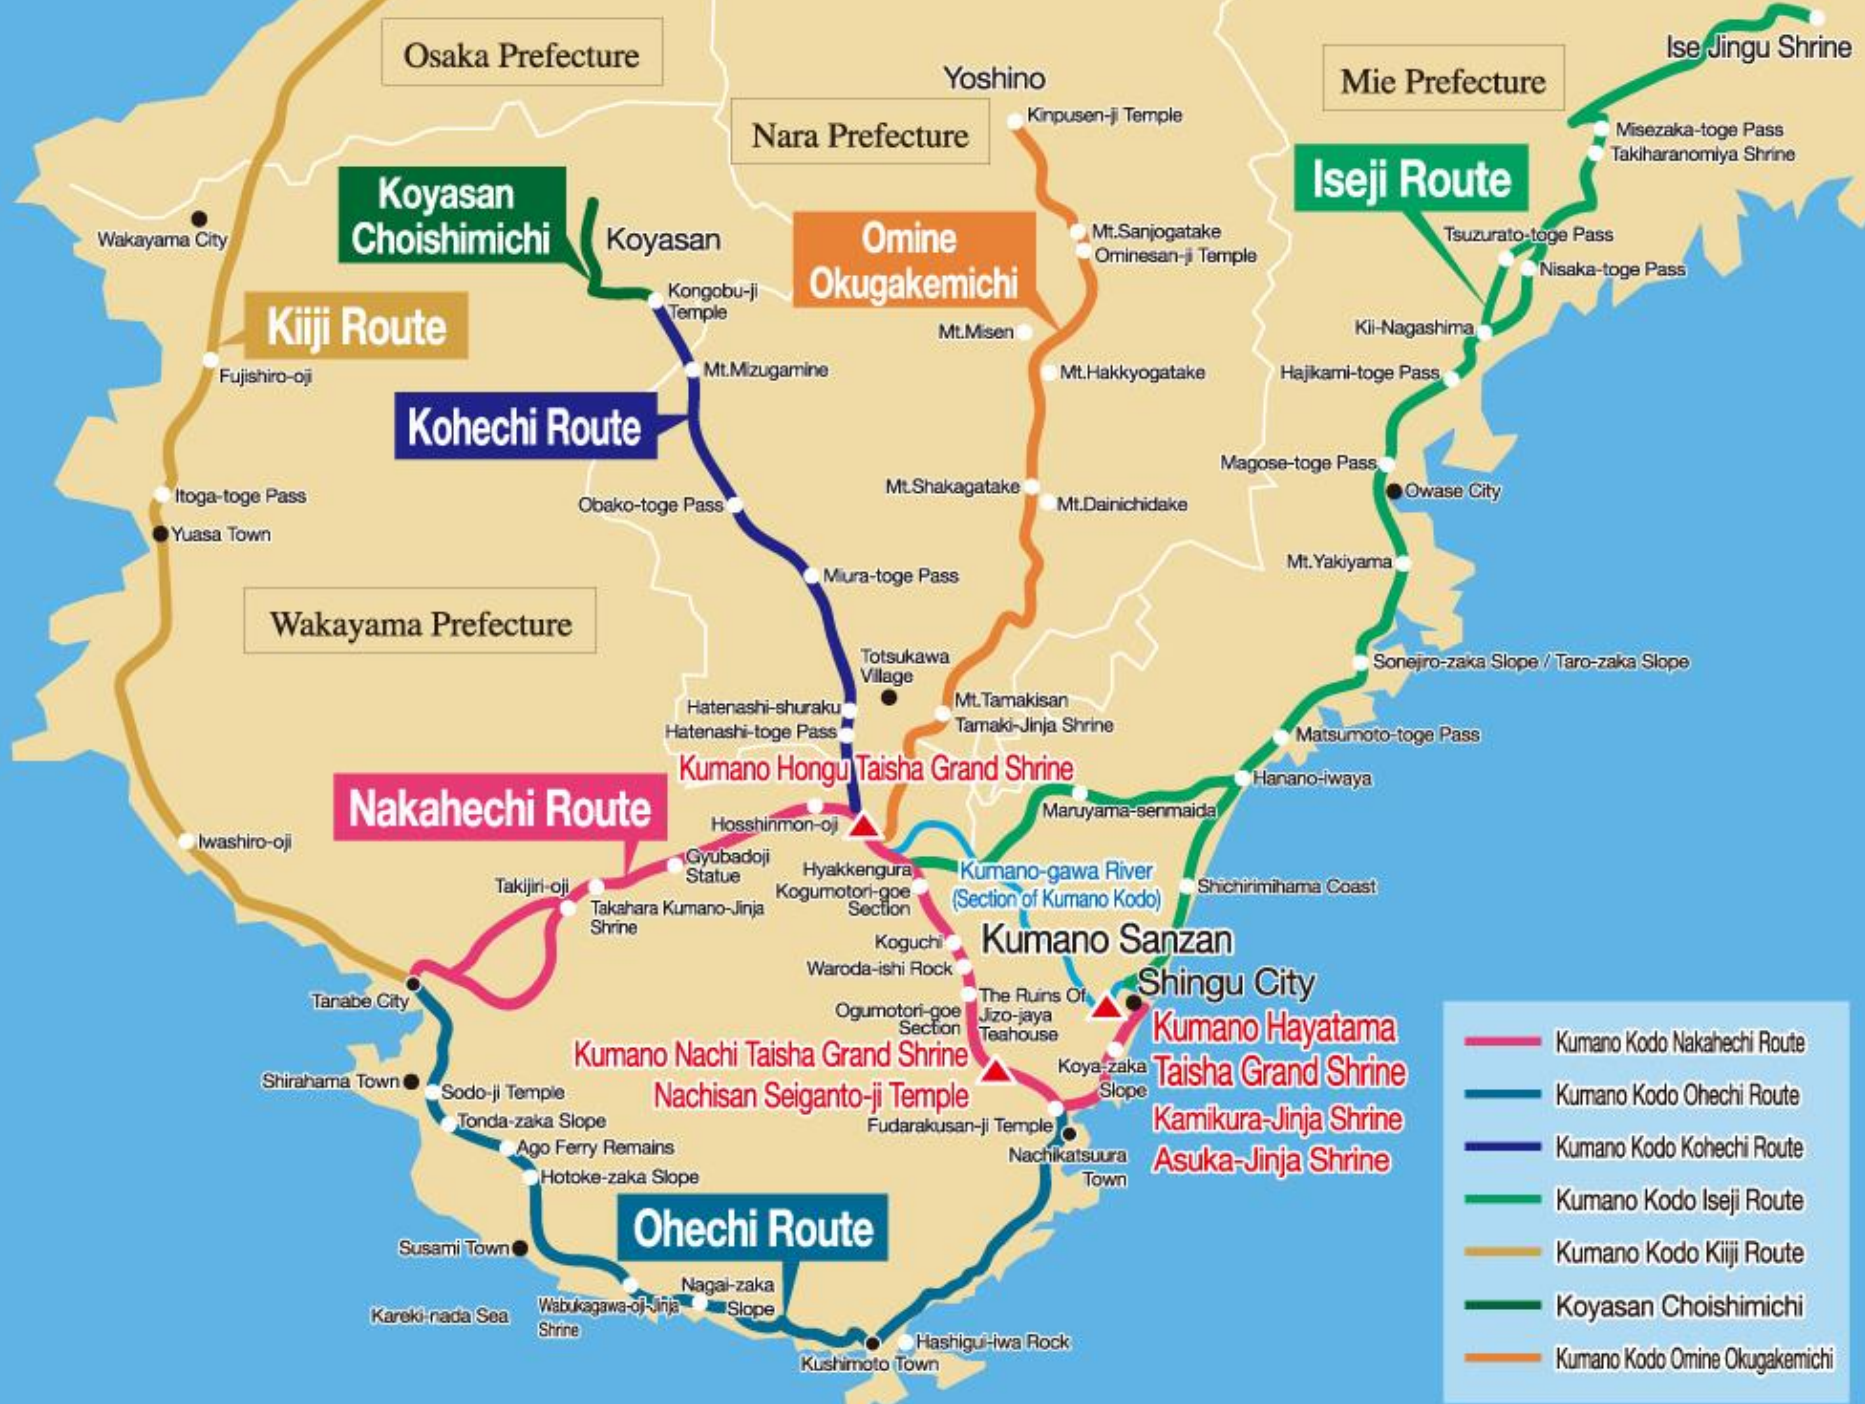 Osaka Prefecture
Ise Jingu Shrine
Mie Prefecture
Yoshino
Kinpusen-ji Temple
Nara Prefecture
Misezaka-toge Pass
Takiharanomiya Shrine
Koyasan
Choishimichi
Koyasan
Iseji Route
Wakayama City
Omine
Okugakemichi
Mt.Sanjogatake
Ominesan-ji Temple
Tsuzurato-toge Pass
Nisaka-toge Pass
Kongobu-ji
Temple
Kiiji Route
Mt.Misen
Kii-Nagashima
Fujishiro-oji
Mt.Mizugamine
Mt.Hakkyogatake
Hajikami-toge Pass
Kohechi Route
Magose-toge Pass
Owase City
Itoga-toge Pass
Yuasa Town
Obako-toge Pass
Mt.Shakagatake
Mt.Dainichidake
Miura-toge Pass
Mt.Yakiyama
Wakayama Prefecture
Totsukawa
Village
Sonejiro-zaka Slope / Taro-zaka Slope
Hatenashi-shuraku
Hatenashi-toge Pass
Mt.Tamakisan
Tamaki-Jinja Shrine
Matsumoto-toge Pass
Kumano Hongu Taisha Grand Shrine
Hanano-iwaya
Nakahechi Route
Hosshinmon-oji
Maruyama-senmaida
Iwashiro-oji
Gyubadoji
Statue
Takijiri-oji
Takahara Kumano-Jinja
Shrine
Hyakkengura
Kogumotori-goe
Section
Kumano-gawa River
(Section of Kumano Kodo)
Shichirimihama Coast
Koguchi
Waroda-ishi Rock
Kumano Sanzan
Shingu City
Tanabe City
The Ruins Of
Jizo-jaya
Teahouse
Ogumotori-goe
Section
Kumano Hayatama
Taisha Grand Shrine
Kamikura-Jinja Shrine
Asuka-Jinja Shrine
Kumano Nachi Taisha Grand Shrine
Nachisan Seiganto-ji Temple
Koya-zaka
Slope
Shirahama Town
Sodo-ji Temple
Tonda-zaka Slope
Ago Ferry Remains
Hotoke-zaka Slope
Fudarakusan-ji Temple
Nachikatsuura
Town
Ohechi Route
Susami Town
Kareki-nada Sea
Wabukagawa-oji-Jinja
Shrine
Nagai-zaka
Slope
Kushimoto Town
Hashigui-iwa Rock
Kumano Kodo Nakahechi Route
Kumano Kodo Ohechi Route
Kumano Kodo Kohechi Route
Kumano Kodo Iseji Route
Kumano Kodo Kiiji Route
Koyasan Choishimichi
Kumano Kodo Omine Okugakemichi